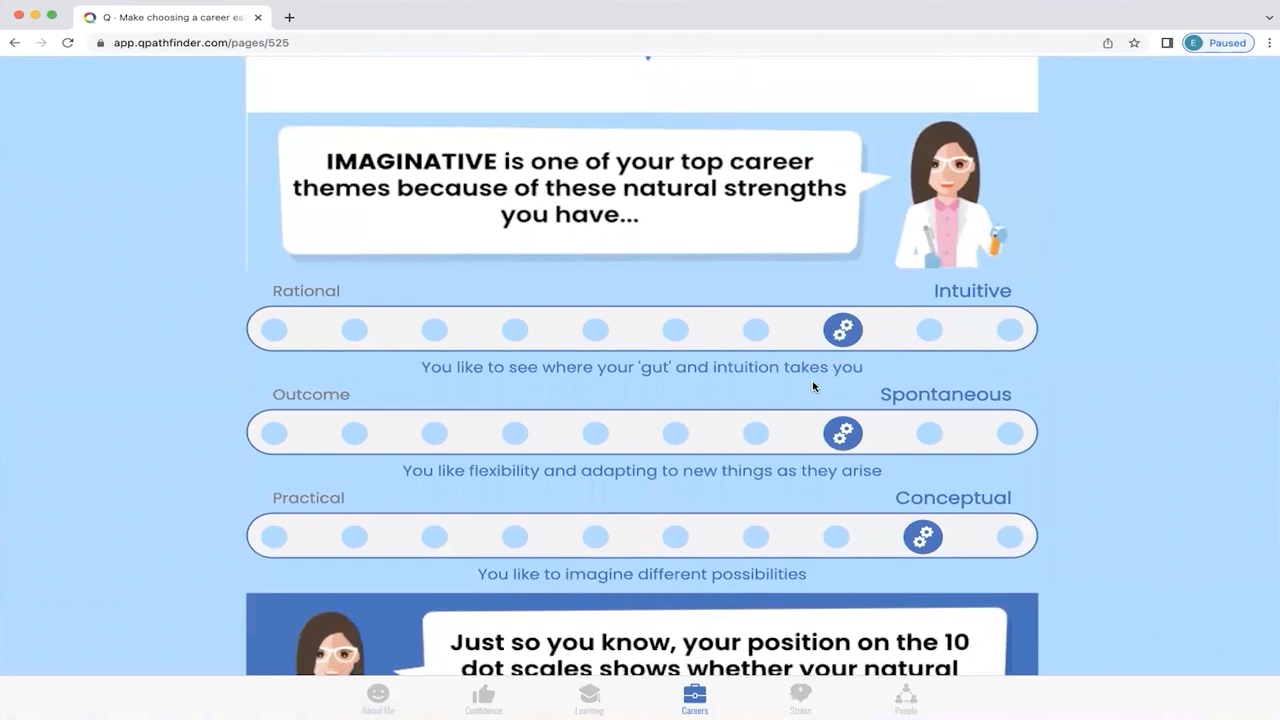 Q - Make choosing a career ea
app.qpathfinder.com/pages/525
E
Paused
IMAGINATIVE is one of your top career
themes because of these natural strengths
you have...
Rational
Intuitive
You like to see where your 'gut' and intuition takes you
Outcome
Spontaneous
You like flexibility and adapting to new things as they arise
Practical
Conceptual
You like to imagine different possibilities
Just so you know, your position on the 10
dot scales shows whether your natural
About Me
Confidence
Learning
Careers
Stress
People